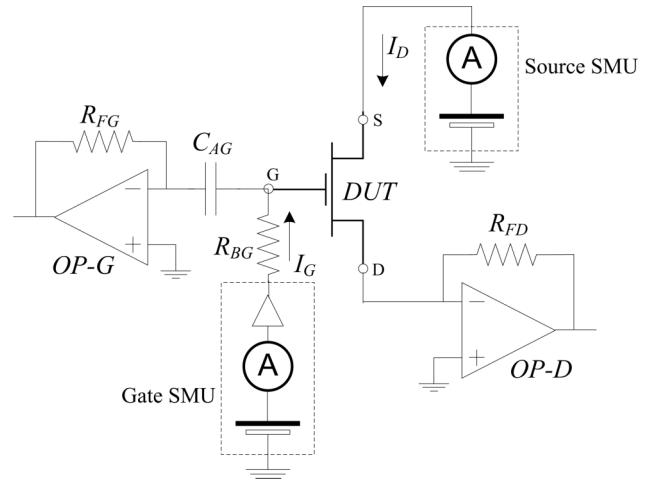 I_D
A
Source SMU
R_FG
C_AG
S
G
DUT
−
+
OP-G
R_BG
I_G
D
R_FD
−
+
OP-D
A
Gate SMU